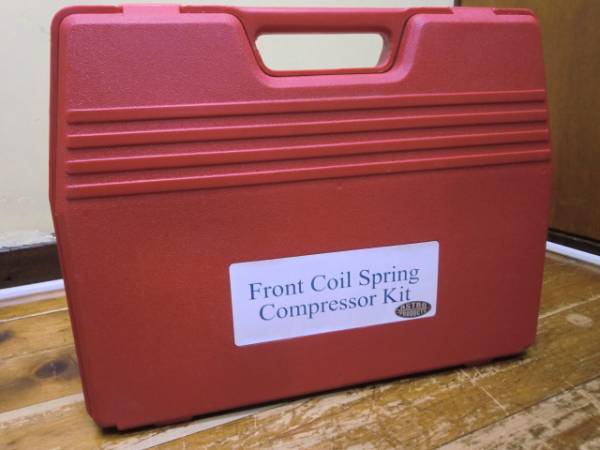 Front Coil Spring
Compressor Kit
ASTRO
PRODUCTS